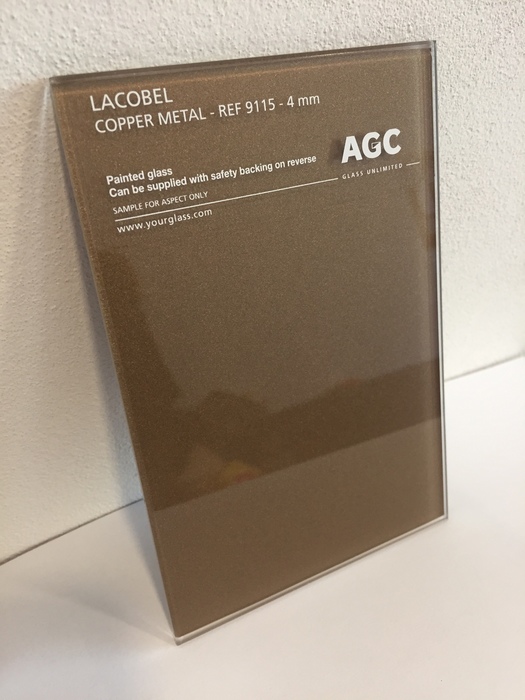 LACOBEL
COPPER METAL - REF 9115 - 4 mm
Painted glass
Can be supplied with safety backing on reverse
SAMPLE FOR ASPECT ONLY
www.yourglass.com
AGC
GLASS UNLIMITED